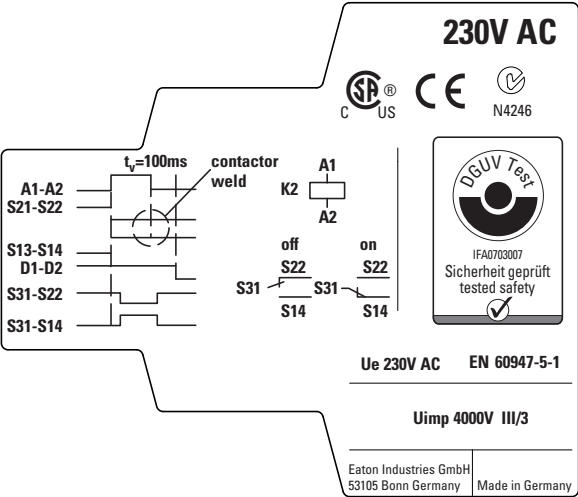 230V AC
SA ®
C US
CE
N4246
DGUV Test
IFA0703007
Sicherheit geprüft
tested safety
tv=100ms
contactor
weld
A1-A2
S21-S22
S13-S14
D1-D2
S31-S22
S31-S14
A1
K2
A2
off on
S22 S22
S31 S31
S14 S14
Ue 230V AC EN 60947-5-1
Uimp 4000V III/3
Eaton Industries GmbH
53105 Bonn Germany
Made in Germany